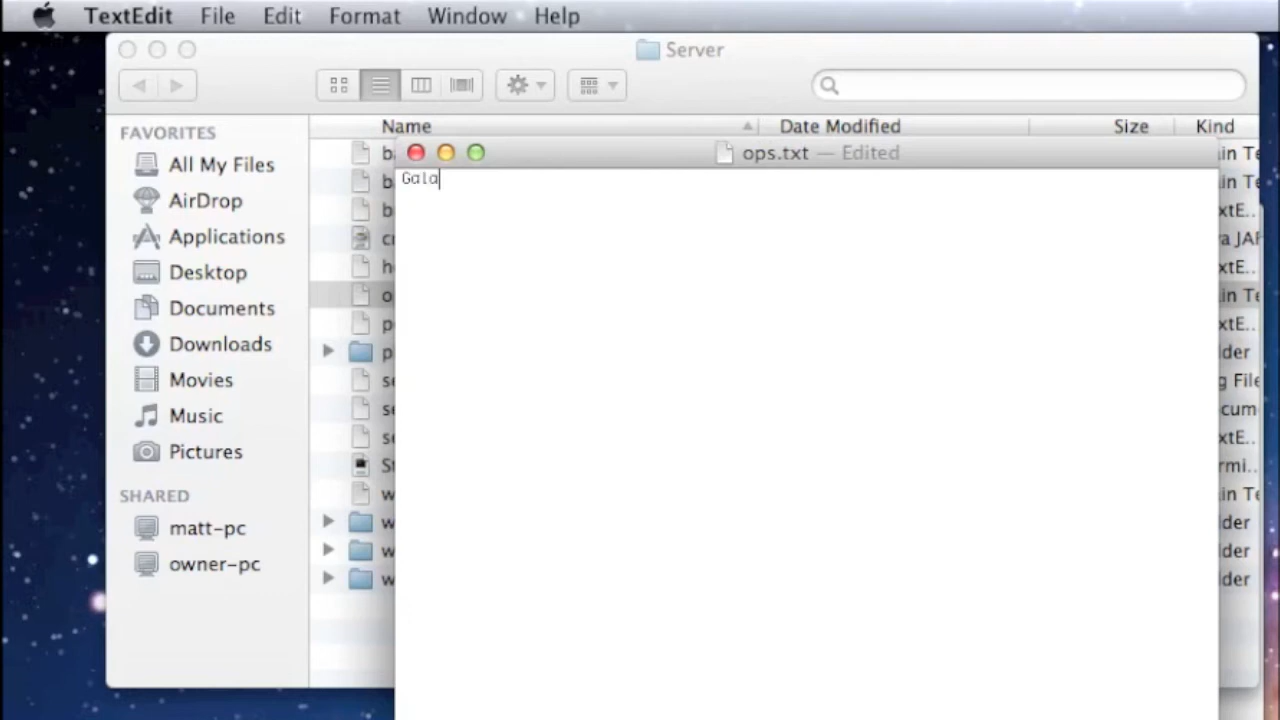 TextEdit File Edit Format Window Help
Server
FAVORITES
All My Files
AirDrop
Applications
Desktop
Documents
Downloads
Movies
Music
Pictures
SHARED
matt-pc
owner-pc
Name Date Modified Size Kind
ops.txt — Edited
Gala